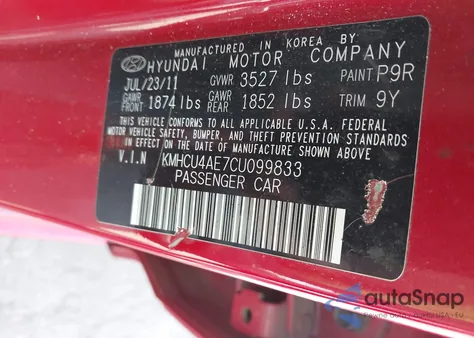 MANUFACTURED IN KOREA BY
HYUNDAI MOTOR COMPANY
JUL/23/11 GVWR 3527 lbs PAINT P9R
GAWR FRONT 1874 lbs GAWR REAR 1852 lbs TRIM 9Y
THIS VEHICLE CONFORMS TO ALL APPLICABLE U.S.A FEDERAL
MOTOR VEHICLE SAFETY, BUMPER, AND THEFT PREVENTION STANDARDS
IN EFFECT ON THE DATE OF MANUFACTURE SHOWN ABOVE.
V.I.N KMHCU4AE7CU099833
PASSENGER CAR
autoSnap